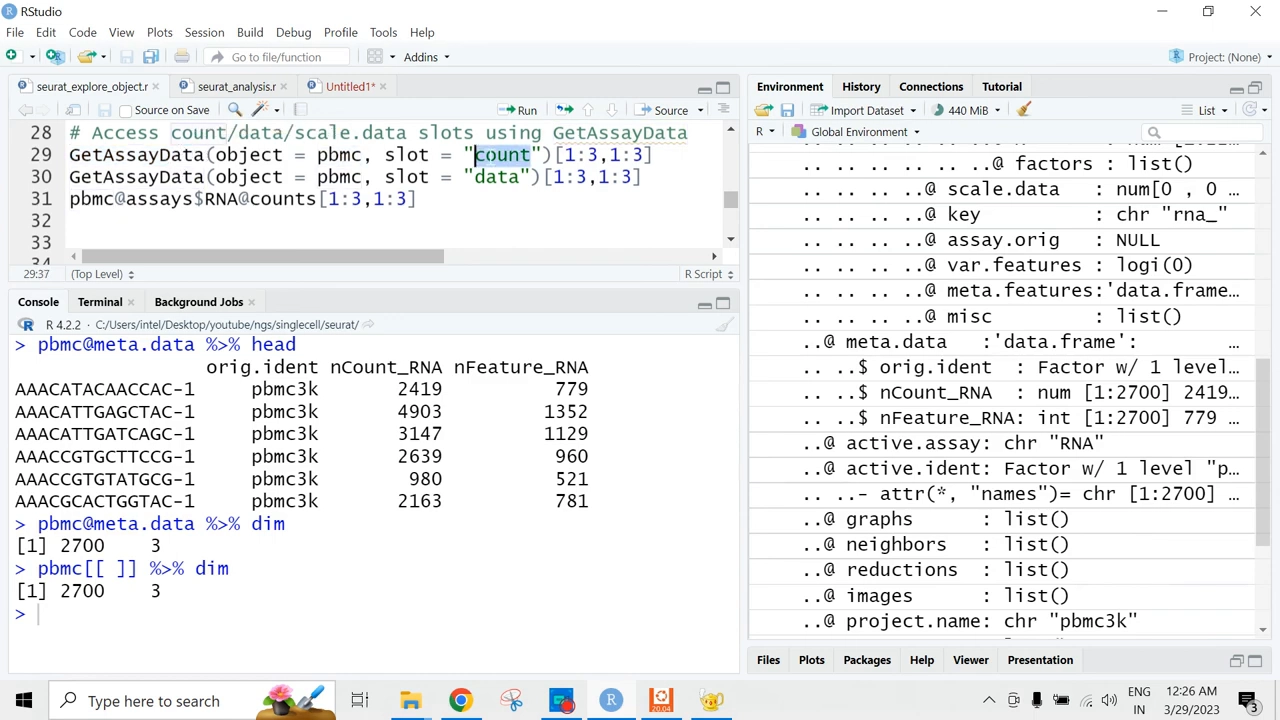 RStudio
File Edit Code View Plots Session Build Debug Profile Tools Help
Go to file/function
Addins
Project: (None)
seurat_explore_object.r
seurat_analysis.r
Untitled1*
Source on Save
Run
Source
28 # Access count/data/scale.data slots using GetAssayData
29 GetAssayData(object = pbmc, slot = "count")[1:3,1:3]
30 GetAssayData(object = pbmc, slot = "data")[1:3,1:3]
31 pbmc@assays$RNA@counts[1:3,1:3]
32
33
34
29:37 (Top Level) R Script
Console Terminal Background Jobs
R 4.2.2 · C:/Users/intel/Desktop/youtube/ngs/singlecell/seurat/
> pbmc@meta.data %>% head
orig.ident nCount_RNA nFeature_RNA
AAACATACAACCAC-1 pbmc3k 2419 779
AAACATTGAGCTAC-1 pbmc3k 4903 1352
AAACATTGATCAGC-1 pbmc3k 3147 1129
AAACCGTGCTTCCG-1 pbmc3k 2639 960
AAACCGTGTATGCG-1 pbmc3k 980 521
AAACGCACTGGTAC-1 pbmc3k 2163 781
> pbmc@meta.data %>% dim
[1] 2700 3
> pbmc[[ ]] %>% dim
[1] 2700 3
>
Environment History Connections Tutorial
Import Dataset 440 MiB List
R Global Environment
.. .. .. .. .. ..@ factors : list()
.. .. .. ..@ scale.data : num[0 , 0 ...
.. .. .. ..@ key : chr "rna_"
.. .. .. ..@ assay.orig : NULL
.. .. .. ..@ var.features : logi(0)
.. .. .. ..@ meta.features:'data.frame...
.. .. .. ..@ misc : list()
..@ meta.data :'data.frame': ...
.. ..$ orig.ident : Factor w/ 1 level...
.. ..$ nCount_RNA : num [1:2700] 2419...
.. ..$ nFeature_RNA: int [1:2700] 779 ...
..@ active.assay: chr "RNA"
..@ active.ident: Factor w/ 1 level "p...
.. ..- attr(*, "names")= chr [1:2700] ...
..@ graphs : list()
..@ neighbors : list()
..@ reductions : list()
..@ images : list()
..@ project.name: chr "pbmc3k"
Files Plots Packages Help Viewer Presentation
Type here to search
20.04
ENG
IN
12:26 AM
3/29/2023
3